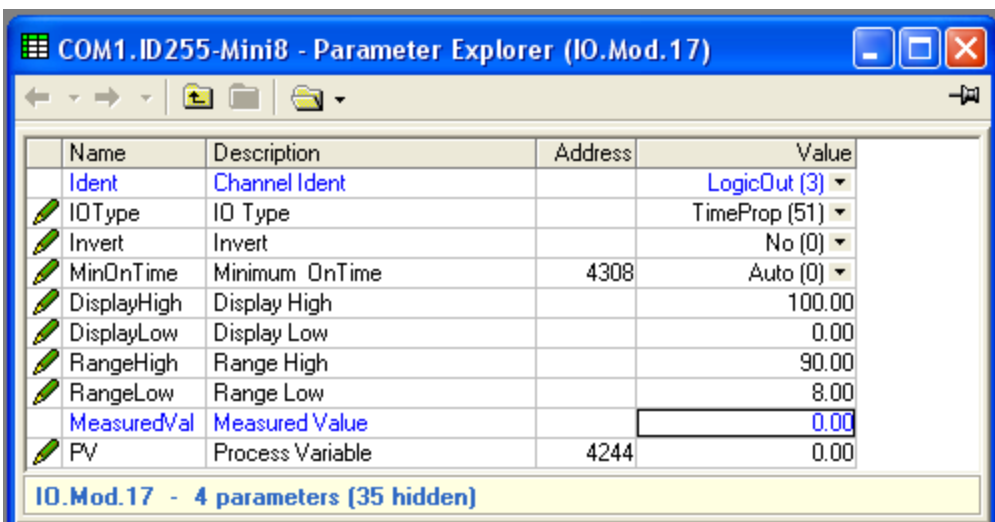 COM1.ID255-Mini8 - Parameter Explorer (IO.Mod.17)
Name Description Address Value
Ident Channel Ident LogicOut (3)
IOType IO Type TimeProp (51)
Invert Invert No (0)
MinOnTime Minimum OnTime 4308 Auto (0)
DisplayHigh Display High 100.00
DisplayLow Display Low 0.00
RangeHigh Range High 90.00
RangeLow Range Low 8.00
MeasuredVal Measured Value 0.00
PV Process Variable 4244 0.00
IO.Mod.17 - 4 parameters (35 hidden)